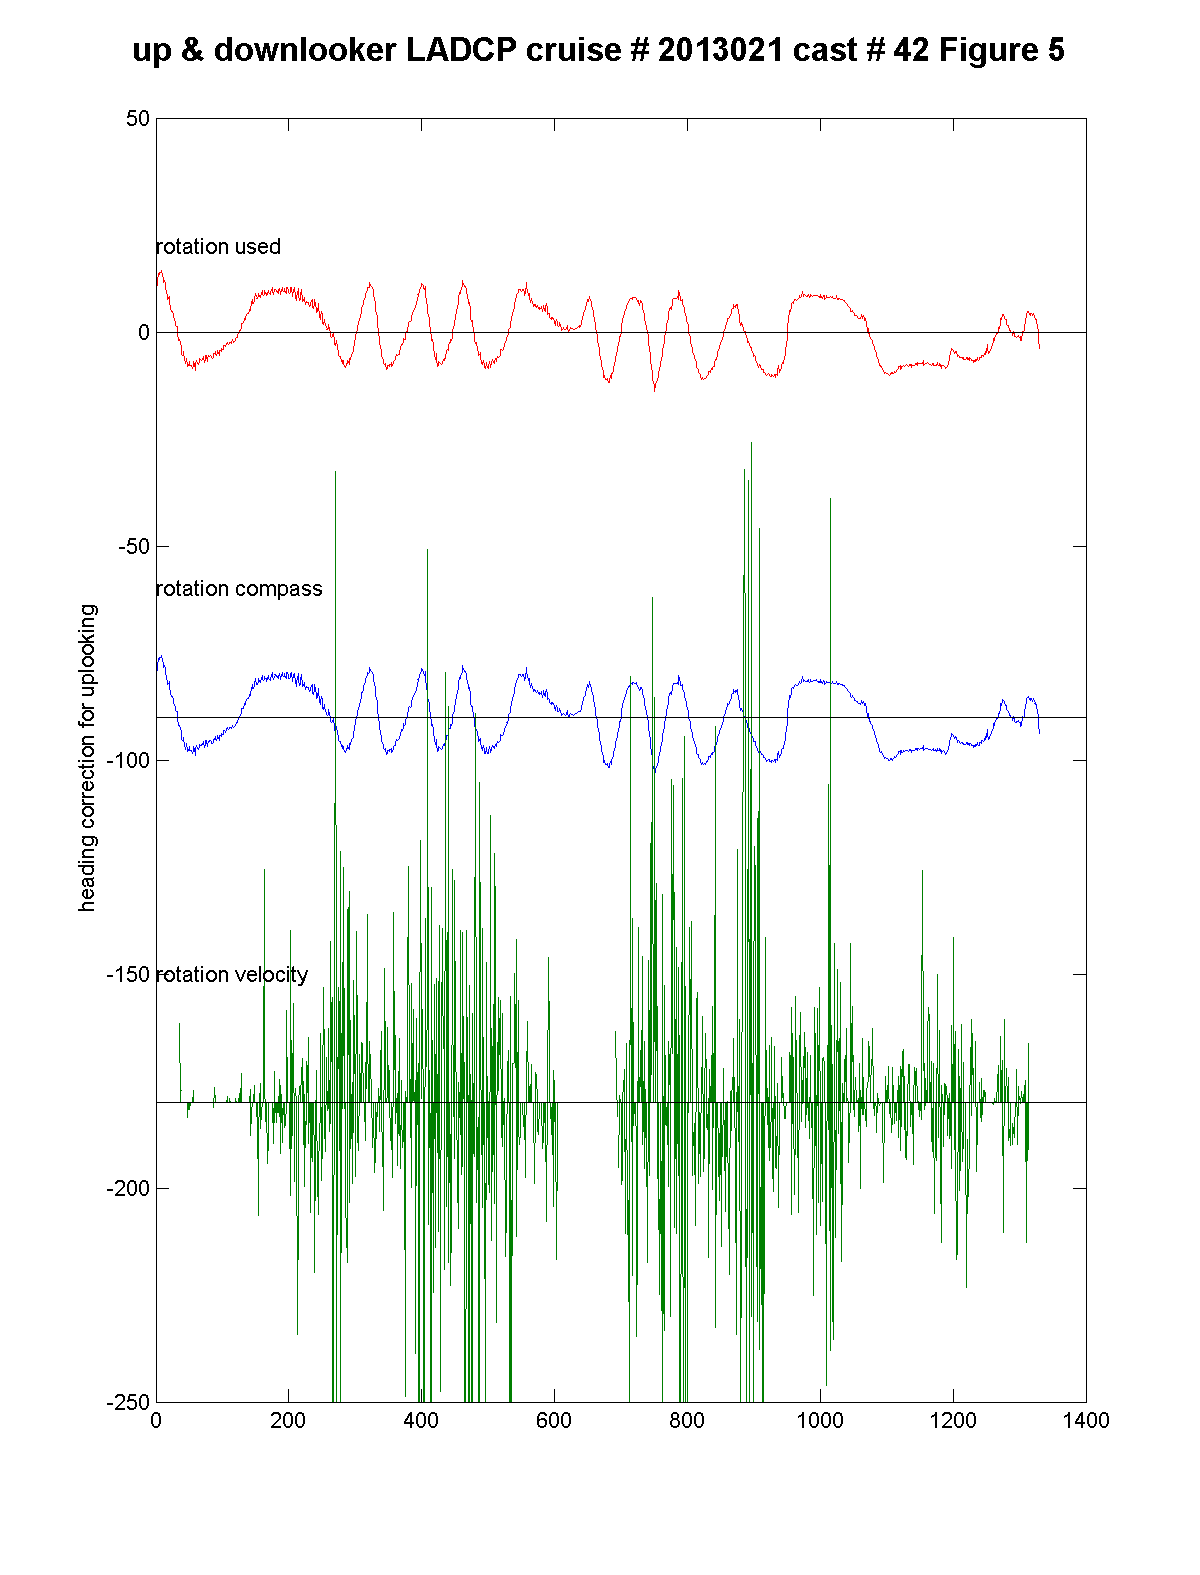 up & downlooker LADCP cruise # 2013021 cast # 42 Figure 5
50
rotation used
0
-50
rotation compass
heading correction for uplooking
-100
-150
rotation velocity
-200
-250
0 200 400 600 800 1000 1200 1400